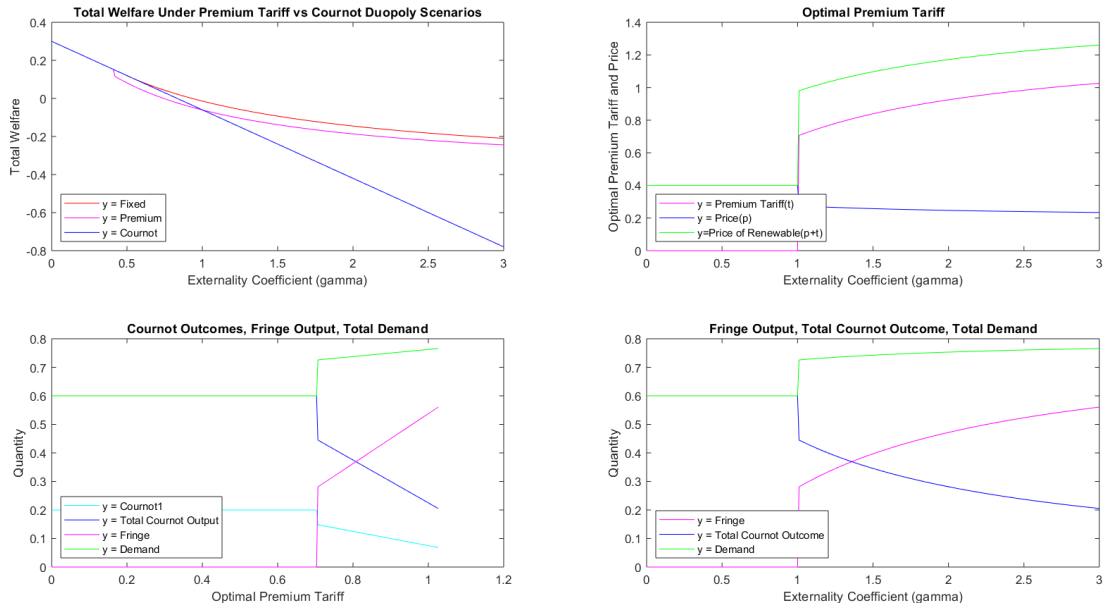 Total Welfare Under Premium Tariff vs Cournot Duopoly Scenarios
0.4
0.2
0
-0.2
-0.4
-0.6
-0.8
Total Welfare
y = Fixed
y = Premium
y = Cournot
0 0.5 1 1.5 2 2.5 3
Externality Coefficient (gamma)
Optimal Premium Tariff
1.4
1.2
1
0.8
0.6
0.4
0.2
0
Optimal Premium Tariff and Price
y = Premium Tariff(t)
y = Price(p)
y=Price of Renewable(p+t)
0 0.5 1 1.5 2 2.5 3
Externality Coefficient (gamma)
Cournot Outcomes, Fringe Output, Total Demand
0.8
0.7
0.6
0.5
0.4
0.3
0.2
0.1
0
Quantity
y = Cournot1
y = Total Cournot Output
y = Fringe
y = Demand
0 0.2 0.4 0.6 0.8 1 1.2
Optimal Premium Tariff
Fringe Output, Total Cournot Outcome, Total Demand
0.8
0.7
0.6
0.5
0.4
0.3
0.2
0.1
0
Quantity
y = Fringe
y = Total Cournot Outcome
y = Demand
0 0.5 1 1.5 2 2.5 3
Externality Coefficient (gamma)